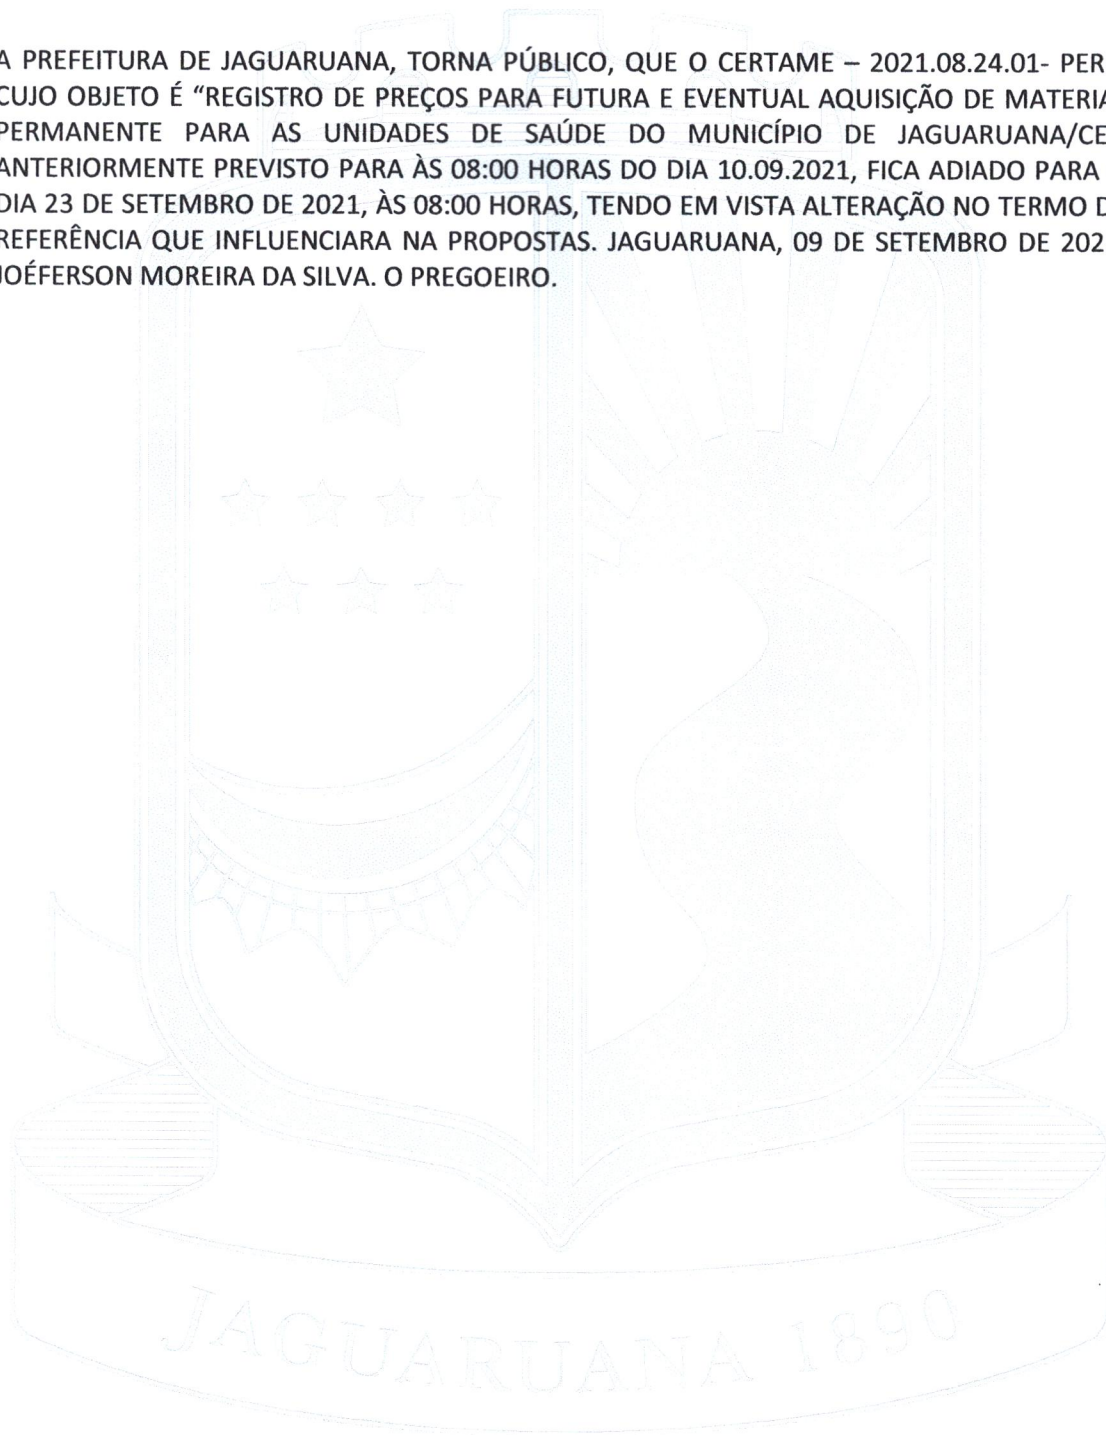 A PREFEITURA DE JAGUARUANA, TORNA PÚBLICO, QUE O CERTAME – 2021.08.24.01- PER
CUJO OBJETO É “REGISTRO DE PREÇOS PARA FUTURA E EVENTUAL AQUISIÇÃO DE MATERIA
PERMANENTE PARA AS UNIDADES DE SAÚDE DO MUNICÍPIO DE JAGUARUANA/CE
ANTERIORMENTE PREVISTO PARA ÀS 08:00 HORAS DO DIA 10.09.2021, FICA ADIADO PARA
DIA 23 DE SETEMBRO DE 2021, ÀS 08:00 HORAS, TENDO EM VISTA ALTERAÇÃO NO TERMO D
REFERÊNCIA QUE INFLUENCIARA NA PROPOSTAS. JAGUARUANA, 09 DE SETEMBRO DE 202
JOÉFERSON MOREIRA DA SILVA. O PREGOEIRO.
JAGUARUANA 1890